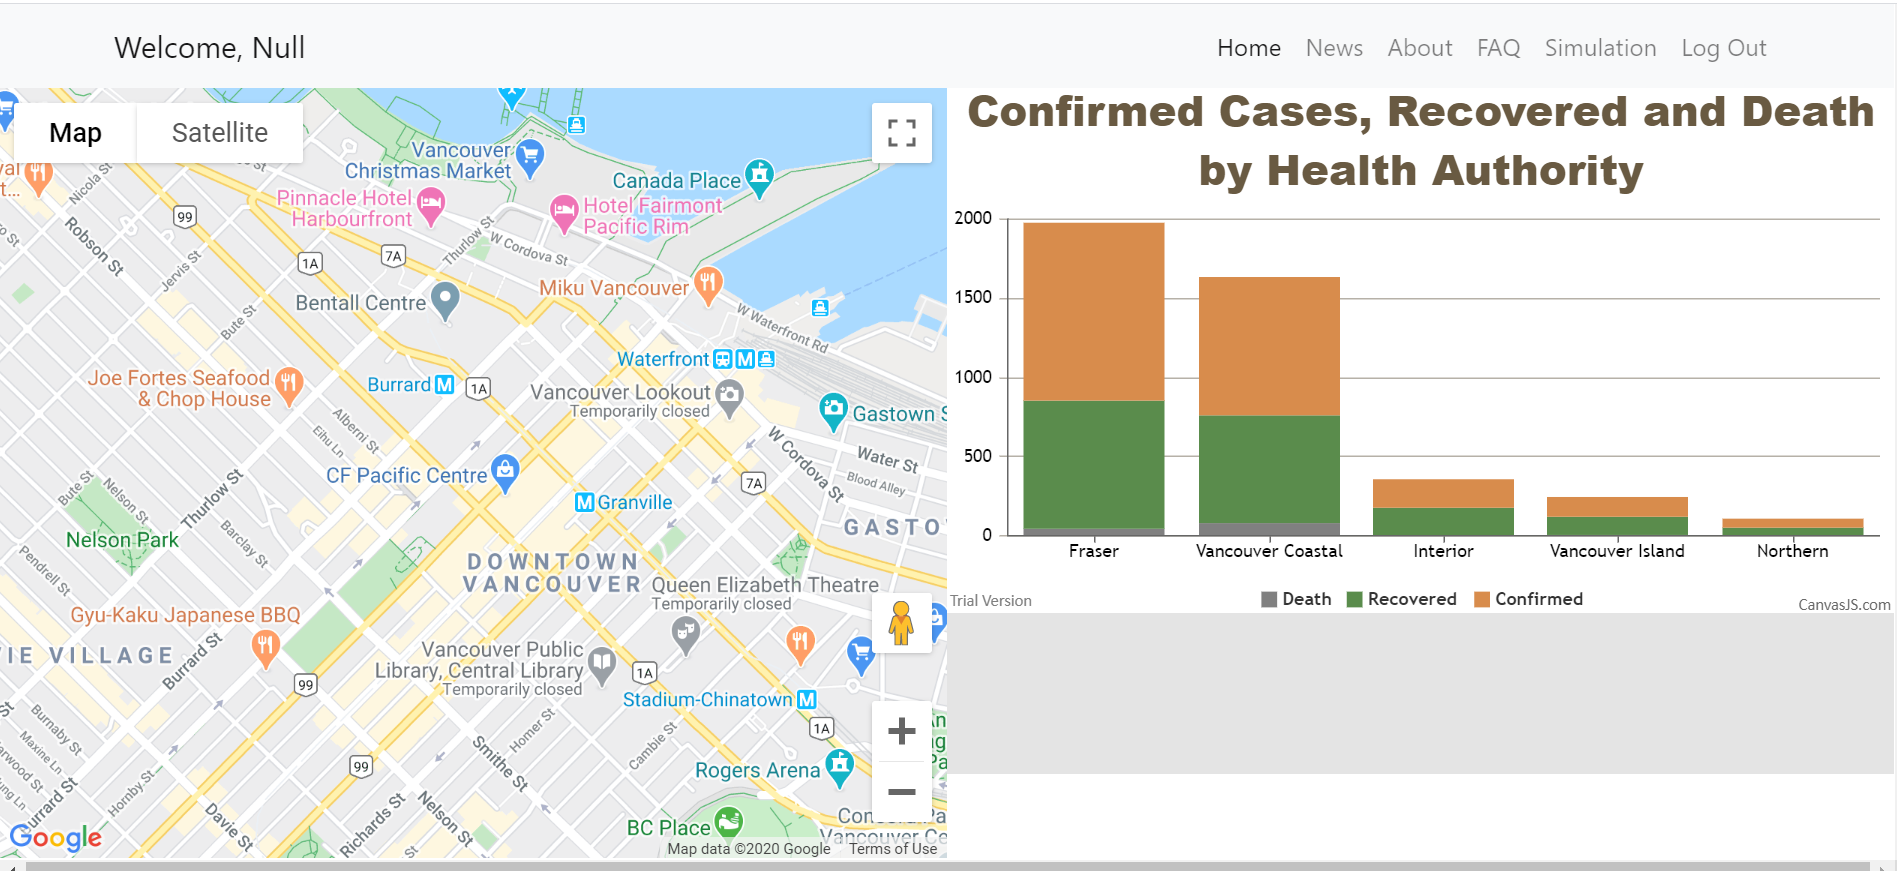 Welcome, Null
Home News About FAQ Simulation Log Out
Map Satellite
Vancouver
Christmas Market
Canada Place
Pinnacle Hotel
Harbourfront
Hotel Fairmont
Pacific Rim
Nicola St
99
Robson St
Jervis St
1A
7A
Thurlow St
W Cordova St
Miku Vancouver
Bentall Centre
Bute St
W Waterfront Rd
Waterfront
Joe Fortes Seafood
& Chop House
Burrard
1A
Vancouver Lookout
Temporarily closed
Gastown S
Alberni St
Eihu Ln
W Cordova St
Water St
Blood Alley
CF Pacific Centre
7A
Bute St
Nelson St
Thurlow St
Granville
GASTO
Nelson Park
Barclay St
Pendrell St
DOWNTOWN
VANCOUVER
Queen Elizabeth Theatre
Temporarily closed
Gyu-Kaku Japanese BBQ
VIE VILLAGE
Burrard St
Vancouver Public
Library, Central Library
Temporarily closed
1A
99
Stadium-Chinatown
1A
Burnaby St
Maxine Ln
Homer St
Cambie St
Smithe St
99
Rogers Arena
Hornby St
Burrard St
Davie St
Richards St
Nelson St
BC Place
Google
Map data ©2020 Google Terms of Use
Confirmed Cases, Recovered and Death
by Health Authority
2000
1500
1000
500
0
Fraser Vancouver Coastal Interior Vancouver Island Northern
Death Recovered Confirmed
Trial Version
CanvasJS.com